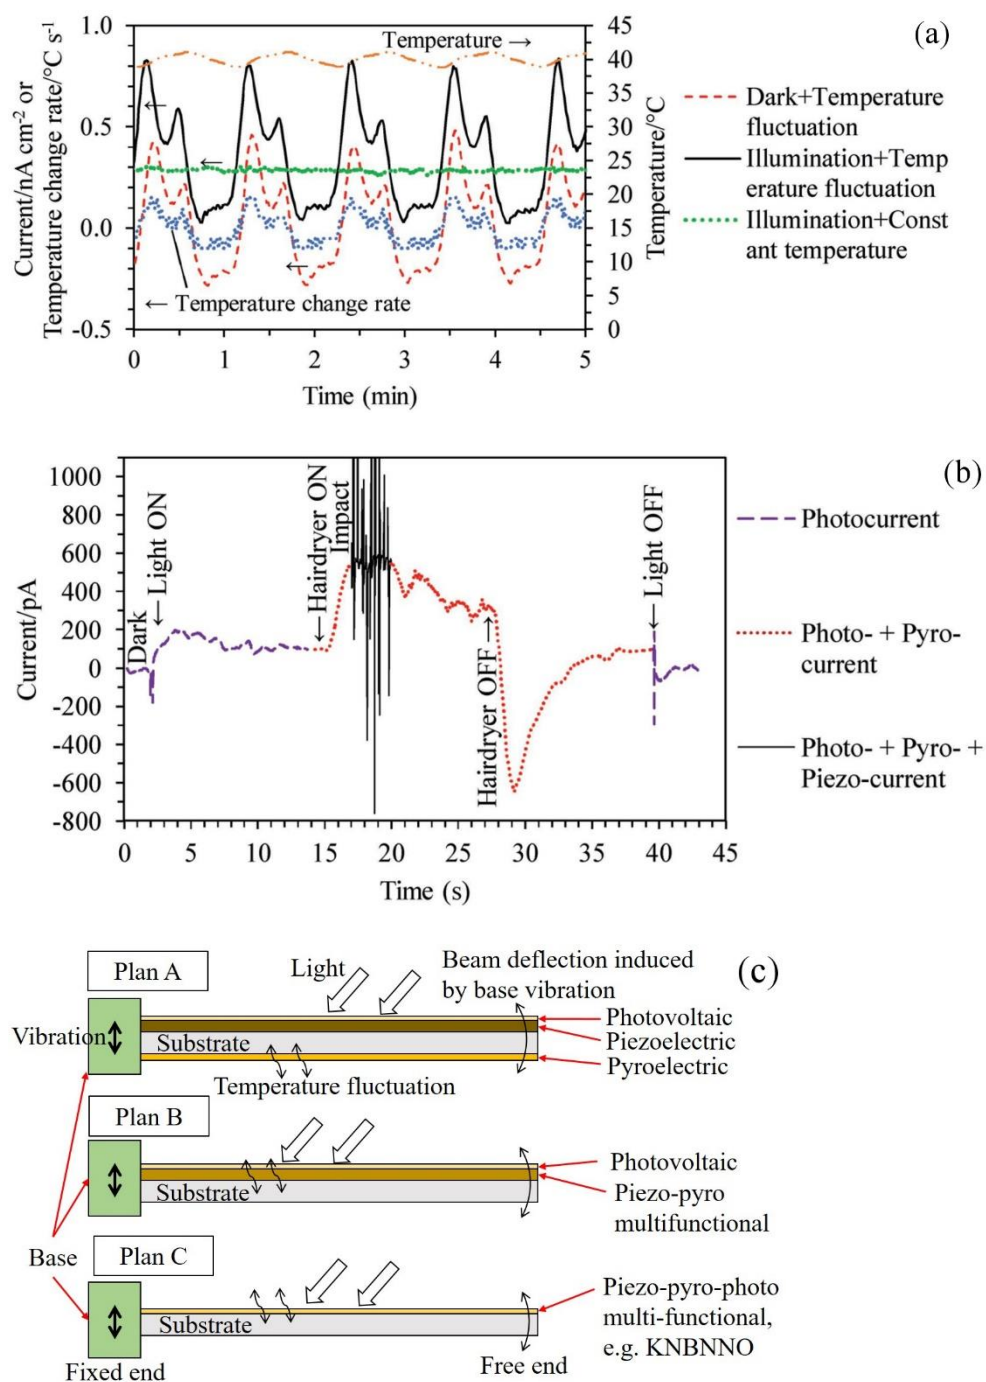 (a)
Current/nA cm⁻² or
Temperature change rate/°C s⁻¹
1.0
0.5
0.0
-0.5
Temperature →
←
←
←
← Temperature change rate
45
40
35
30
25
20
15
10
5
0
Temperature/°C
0 1 2 3 4 5
Time (min)
Dark+Temperature
fluctuation
Illumination+Temp
erature fluctuation
Illumination+Const
ant temperature
(b)
Current/pA
1000
800
600
400
200
0
-200
-400
-600
-800
Dark
Light ON
Hairdryer ON
Impact
Hairdryer OFF
Light OFF
0 5 10 15 20 25 30 35 40 45
Time (s)
Photocurrent
Photo- + Pyro-
current
Photo- + Pyro- +
Piezo-current
(c)
Plan A
Light
Beam deflection induced
by base vibration
Vibration
Substrate
Photovoltaic
Piezoelectric
Pyroelectric
Temperature fluctuation
Plan B
Substrate
Photovoltaic
Piezo-pyro
multifunctional
Base
Plan C
Substrate
Piezo-pyro-photo
multi-functional,
e.g. KNBNNO
Fixed end
Free end